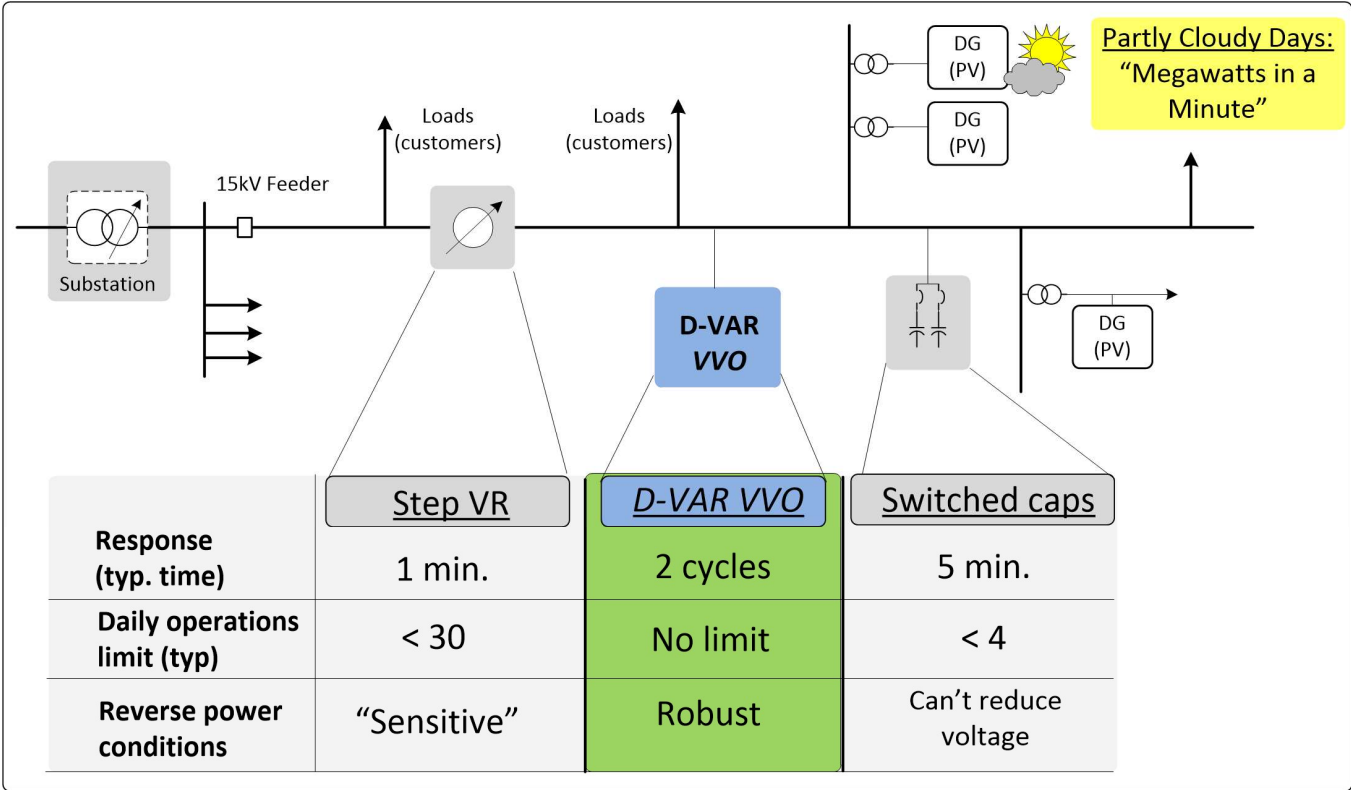 Partly Cloudy Days:
“Megawatts in a
Minute”
DG
(PV)
DG
(PV)
Loads
(customers)
Loads
(customers)
15kV Feeder
Substation
D-VAR
VVO
DG
(PV)
Step VR
D-VAR VVO
Switched caps
Response
(typ. time)
1 min.
2 cycles
5 min.
Daily operations
limit (typ)
< 30
No limit
< 4
Reverse power
conditions
“Sensitive”
Robust
Can’t reduce
voltage